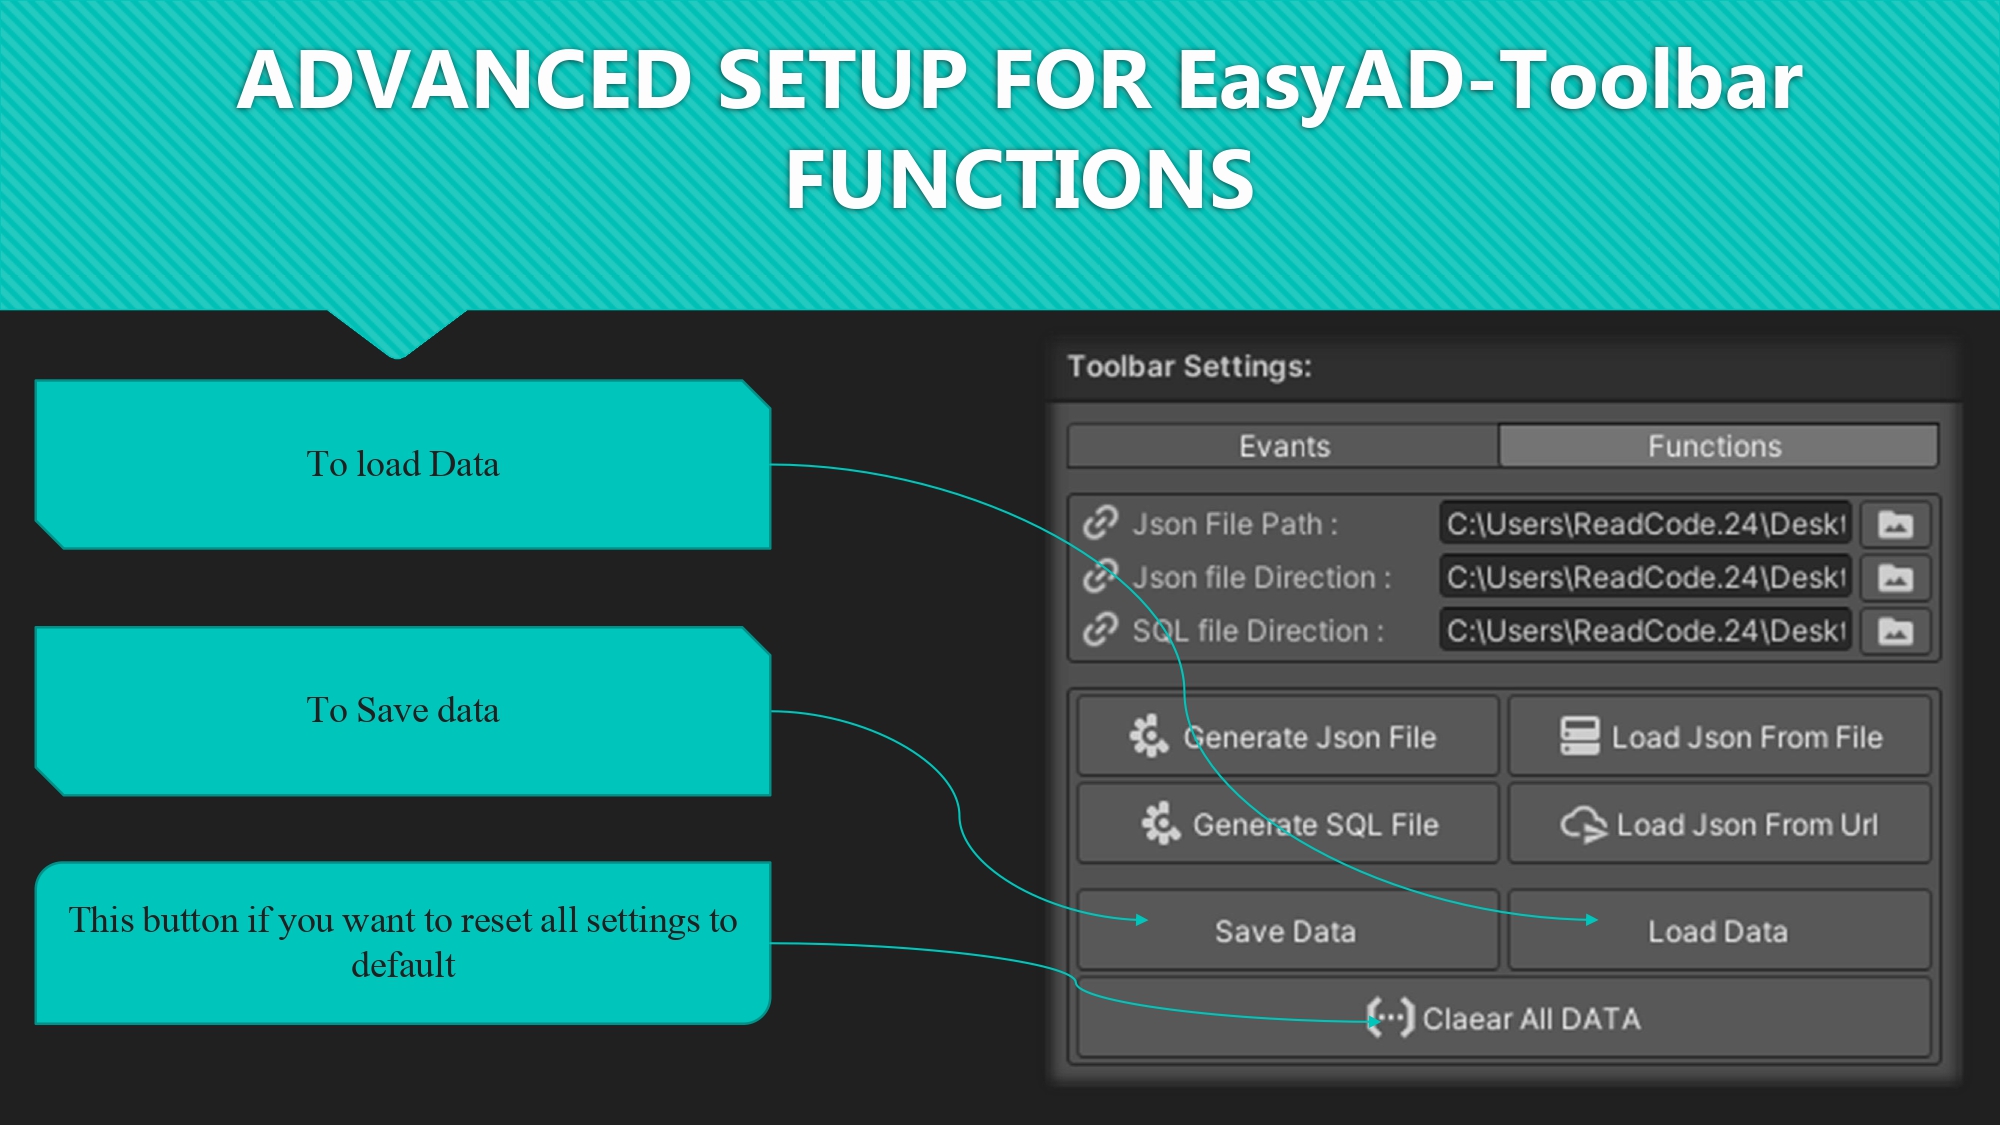 ADVANCED SETUP FOR EasyAD-Toolbar
FUNCTIONS
To load Data
To Save data
This button if you want to reset all settings to
default
Toolbar Settings:
Evants
Functions
Json File Path :
C:\Users\ReadCode.24\Deskt
Json file Direction :
C:\Users\ReadCode.24\Deskt
SQL file Direction :
C:\Users\ReadCode.24\Deskt
Generate Json File
Load Json From File
Generate SQL File
Load Json From Url
Save Data
Load Data
Claear All DATA